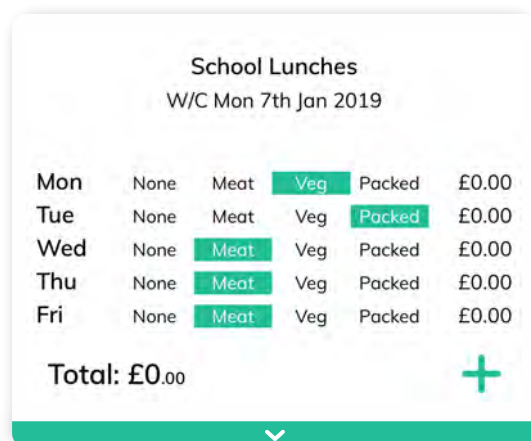 School Lunches
W/C Mon 7th Jan 2019
Mon None Meat Veg Packed £0.00
Tue None Meat Veg Packed £0.00
Wed None Meat Veg Packed £0.00
Thu None Meat Veg Packed £0.00
Fri None Meat Veg Packed £0.00
Total: £0.00